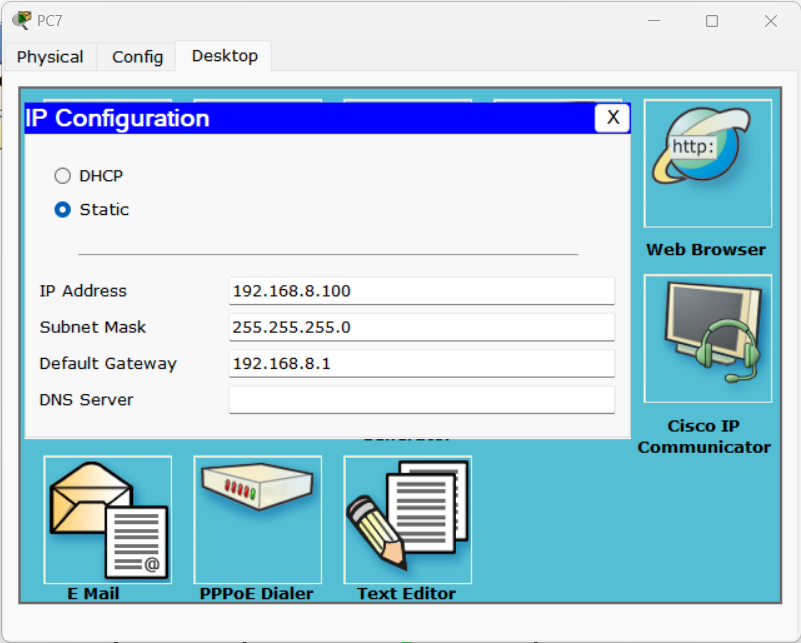 PC7
Physical Config Desktop
IP Configuration X
DHCP
Static
IP Address 192.168.8.100
Subnet Mask 255.255.255.0
Default Gateway 192.168.8.1
DNS Server
http:
Web Browser
Cisco IP
Communicator
@
E Mail
PPPoE Dialer
Text Editor